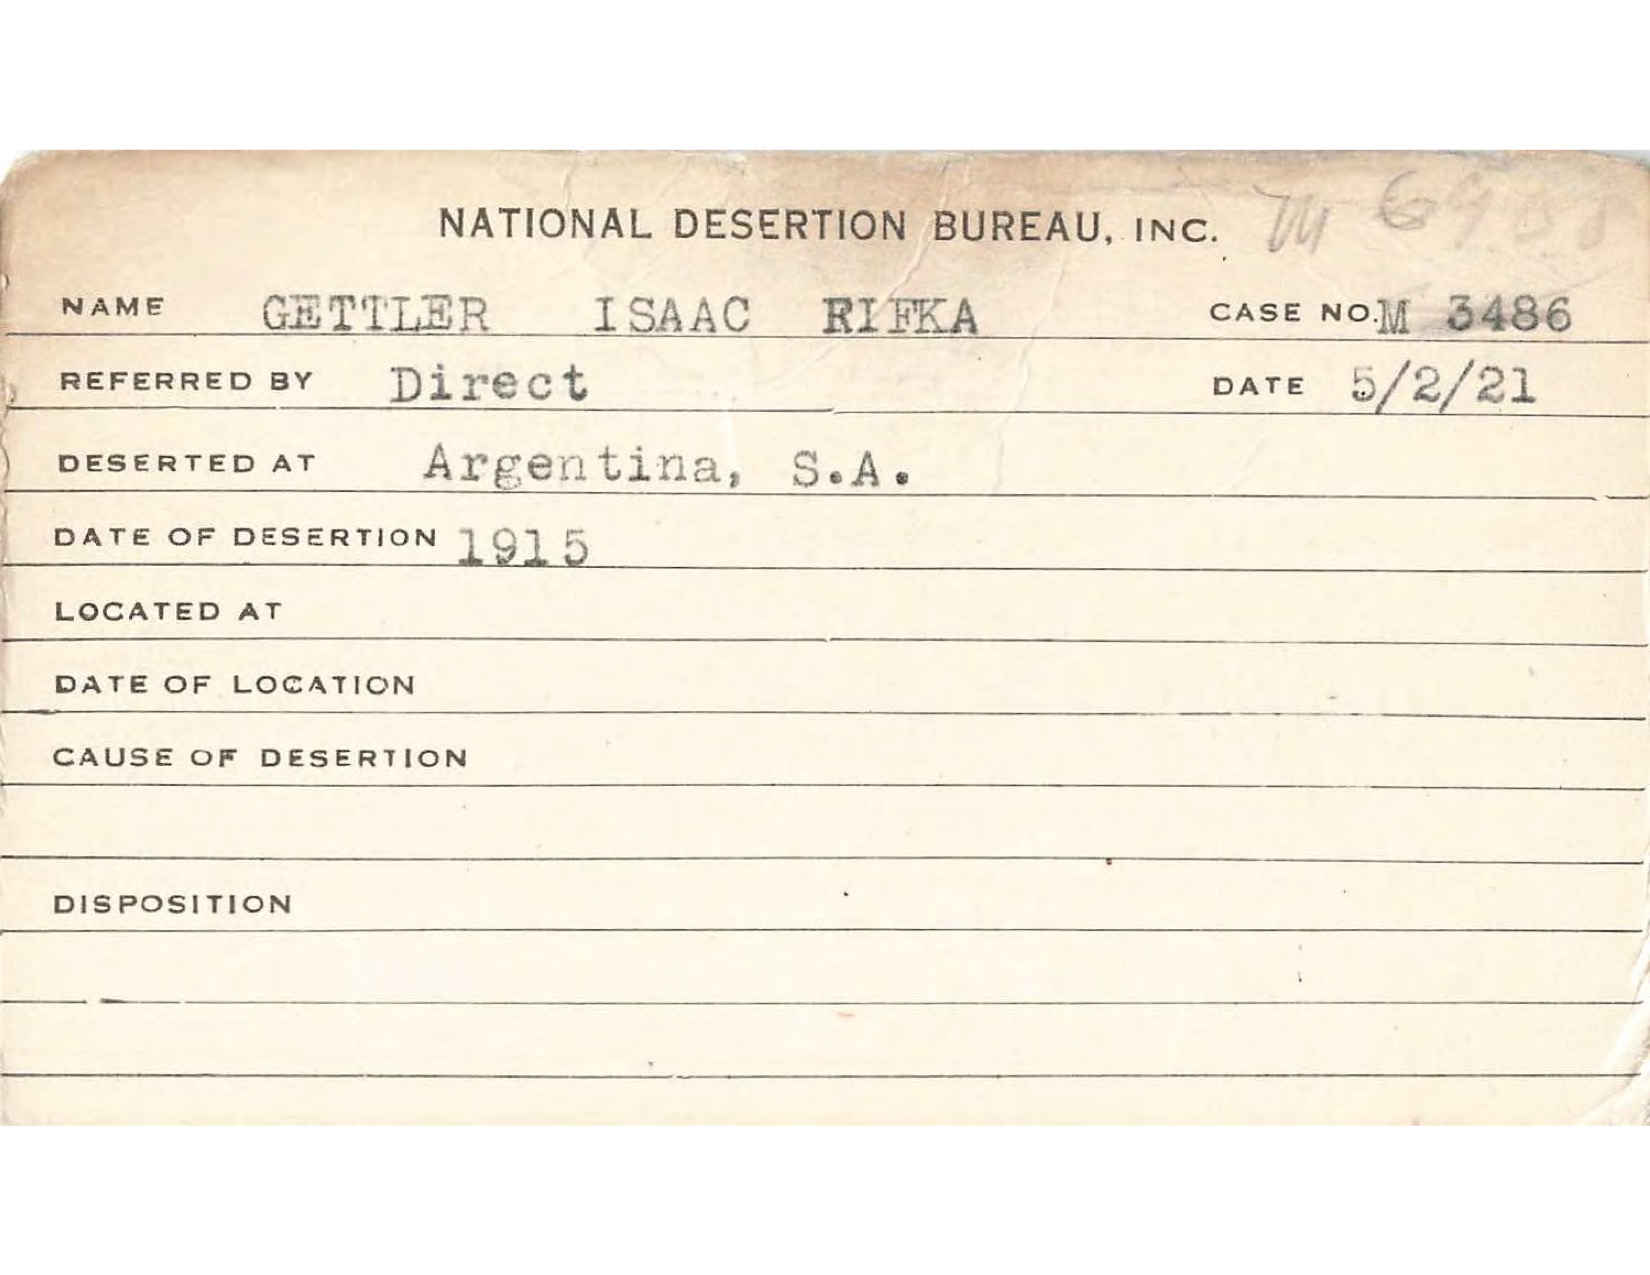 NATIONAL DESERTION BUREAU, INC. M
NAME GETTLER ISAAC RIFKA CASE NO. M 3486
REFERRED BY Direct DATE 5/2/21
DESERTED AT Argentina, S.A.
DATE OF DESERTION 1915
LOCATED AT
DATE OF LOCATION
CAUSE OF DESERTION
DISPOSITION